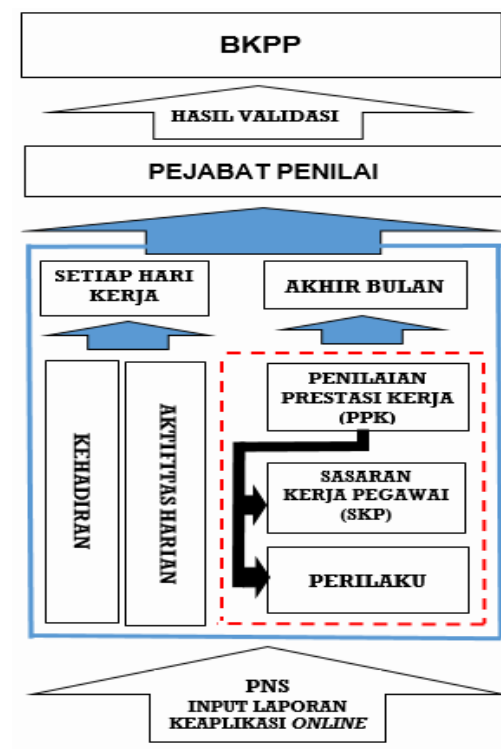 BKPP
HASIL VALIDASI
PEJABAT PENILAI
SETIAP HARI
KERJA
AKHIR BULAN
KEHADIRAN
AKTIFITAS HARIAN
PENILAIAN
PRESTASI KERJA
(PPK)
SASARAN
KERJA PEGAWAI
(SKP)
PERILAKU
PNS
INPUT LAPORAN
KEAPLIKASI ONLINE